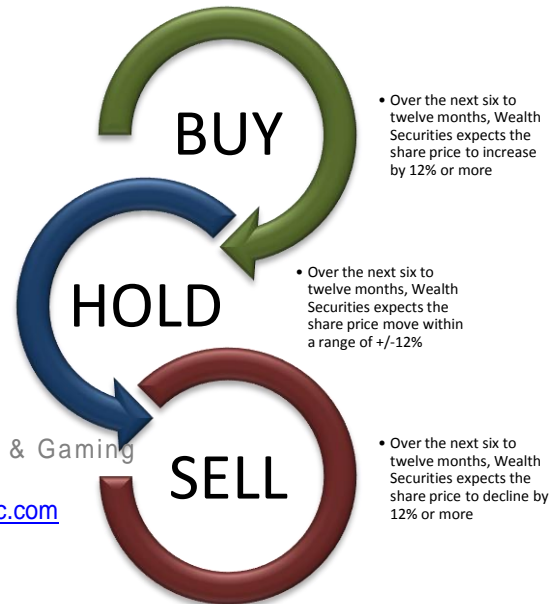 BUY
• Over the next six to
twelve months, Wealth
Securities expects the
share price to increase
by 12% or more
HOLD
• Over the next six to
twelve months, Wealth
Securities expects the
share price move within
a range of +/-12%
& Gaming
c.com
SELL
• Over the next six to
twelve months, Wealth
Securities expects the
share price to decline by
12% or more